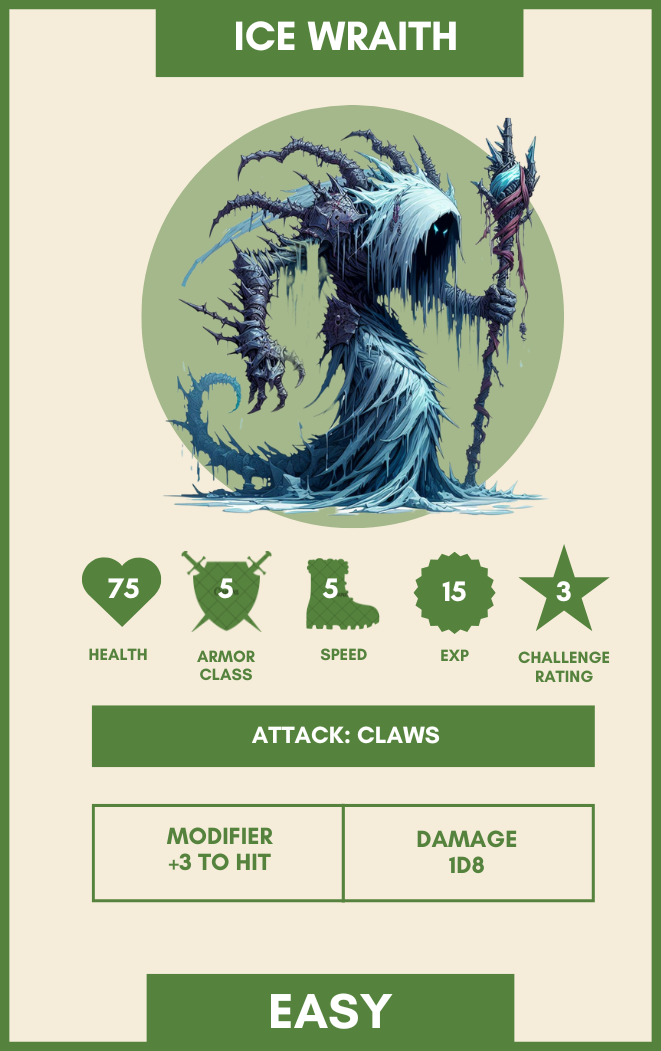 ICE WRAITH
75
5
5
15
3
HEALTH
ARMOR
CLASS
SPEED
EXP
CHALLENGE
RATING
ATTACK: CLAWS
MODIFIER
+3 TO HIT
DAMAGE
1D8
EASY